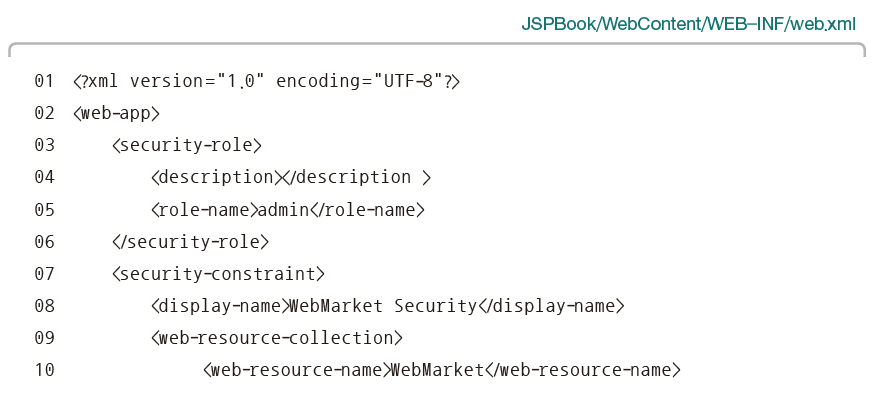 JSPBook/WebContent/WEB-INF/web.xml
01 <?xml version="1.0" encoding="UTF-8"?>
02 <web-app>
03 <security-role>
04 <description></description >
05 <role-name>admin</role-name>
06 </security-role>
07 <security-constraint>
08 <display-name>WebMarket Security</display-name>
09 <web-resource-collection>
10 <web-resource-name>WebMarket</web-resource-name>